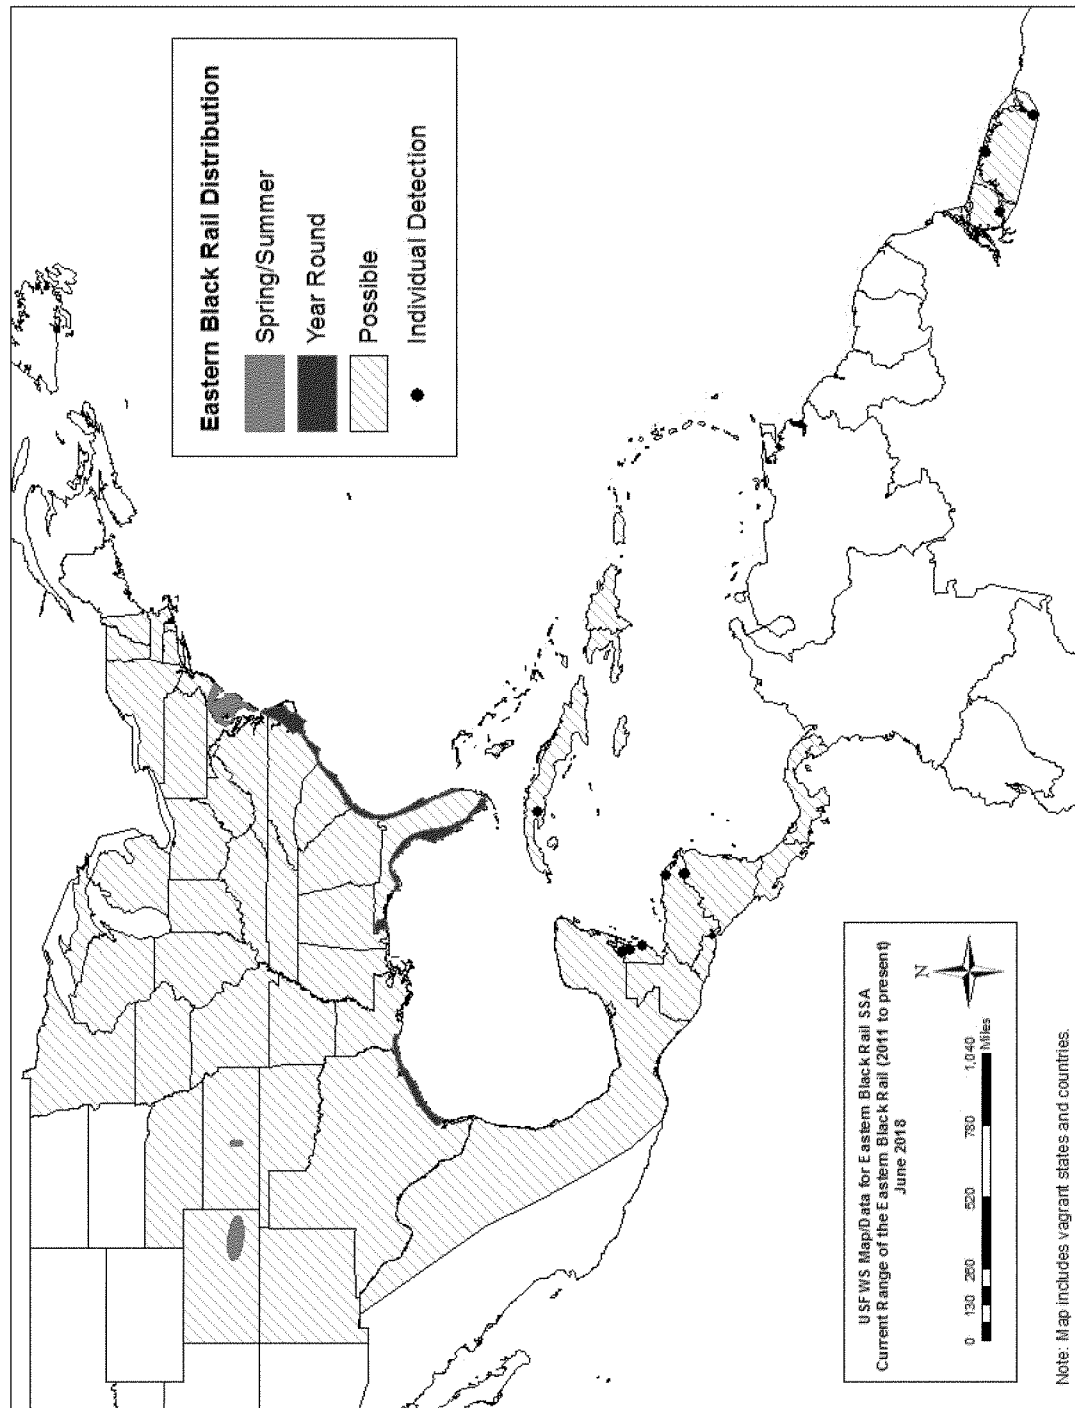 Eastern Black Rail Distribution
Spring/Summer
Year Round
Possible
Individual Detection
USFWS Map/Data for Eastern Black Rail SSA
Current Range of the Eastern Black Rail (2011 to present)
June 2018
N
0 130 260 520 780 1,040
Miles
Note: Map includes vagrant states and countries.